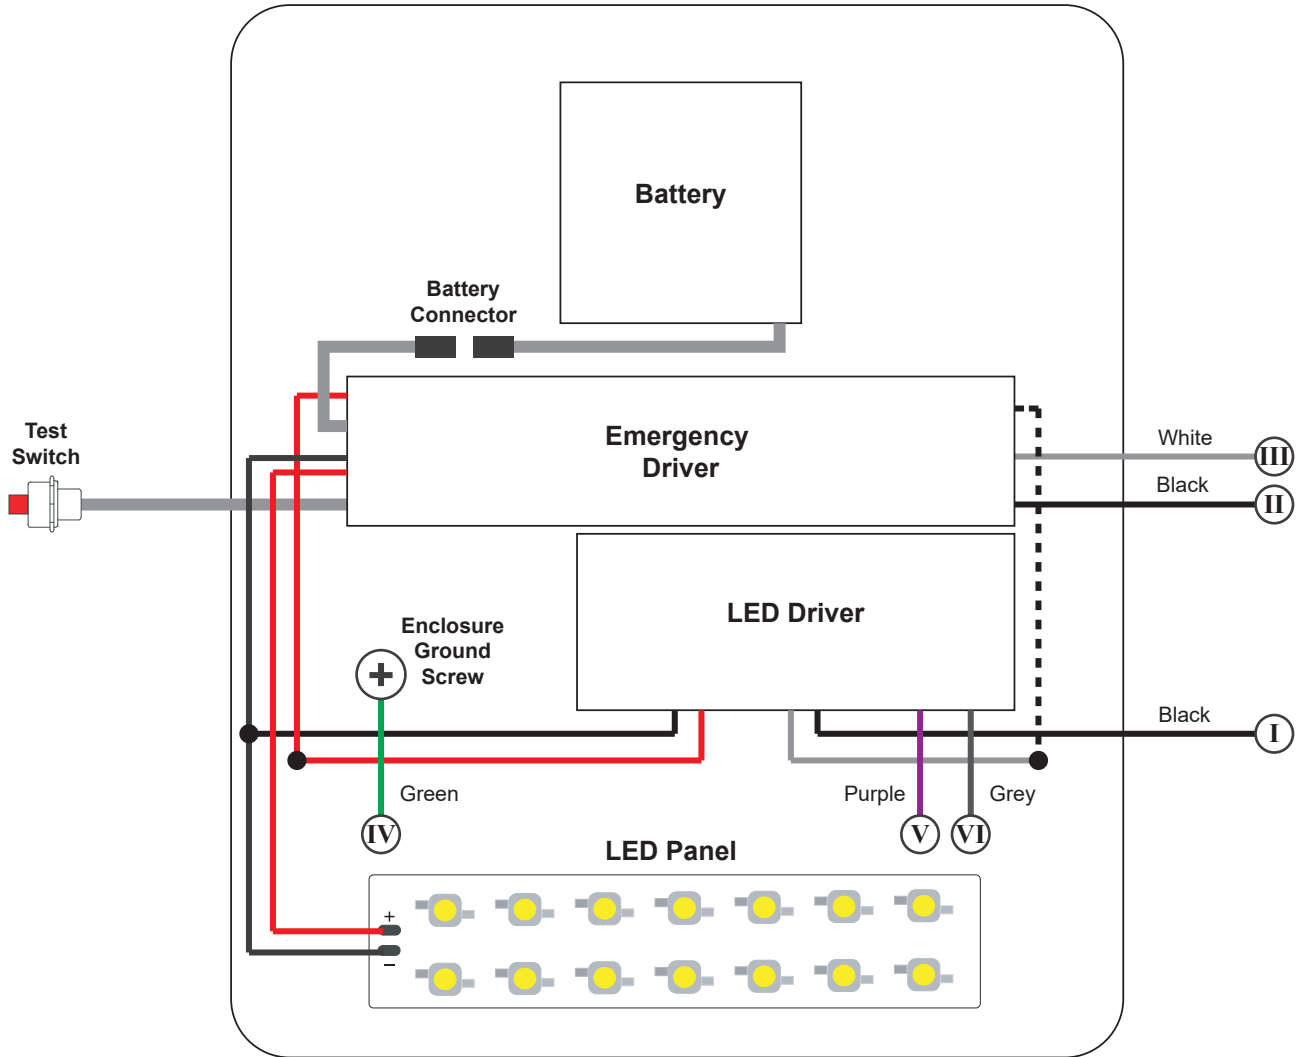 Battery
Battery
Connector
Test
Switch
Emergency
Driver
White
III
Black
II
LED Driver
Enclosure
Ground
Screw
Black
I
Green
Purple
Grey
IV
V
VI
LED Panel
+
−